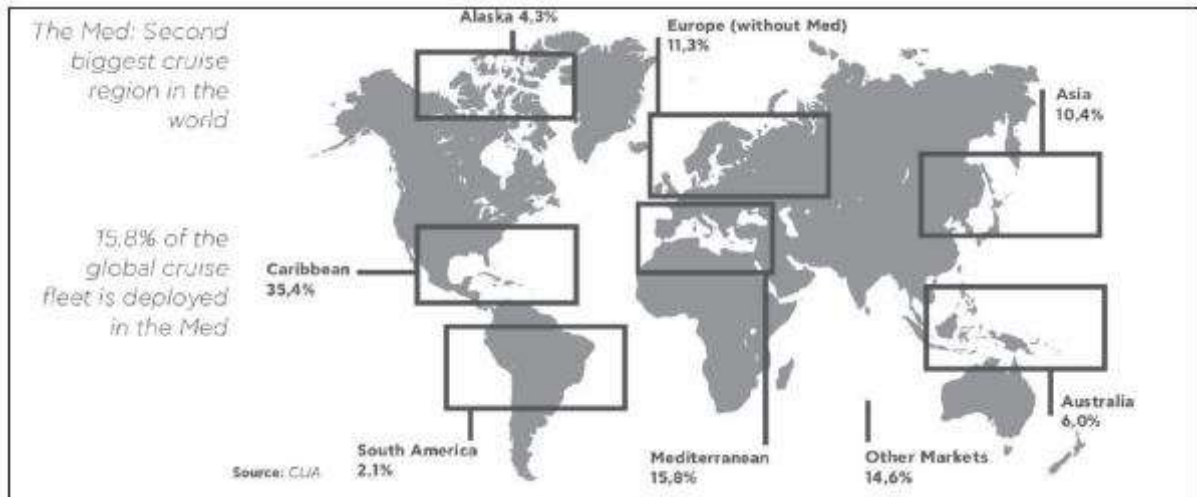 The Med: Second
biggest cruise
region in the
world
15.8% of the
global cruise
fleet is deployed
in the Med
Alaska 4,3%
Europe (without Med)
11,3%
Asia
10,4%
Caribbean
35,4%
South America
2,1%
Mediterranean
15,8%
Other Markets
14,6%
Australia
6,0%
Source: CLIA